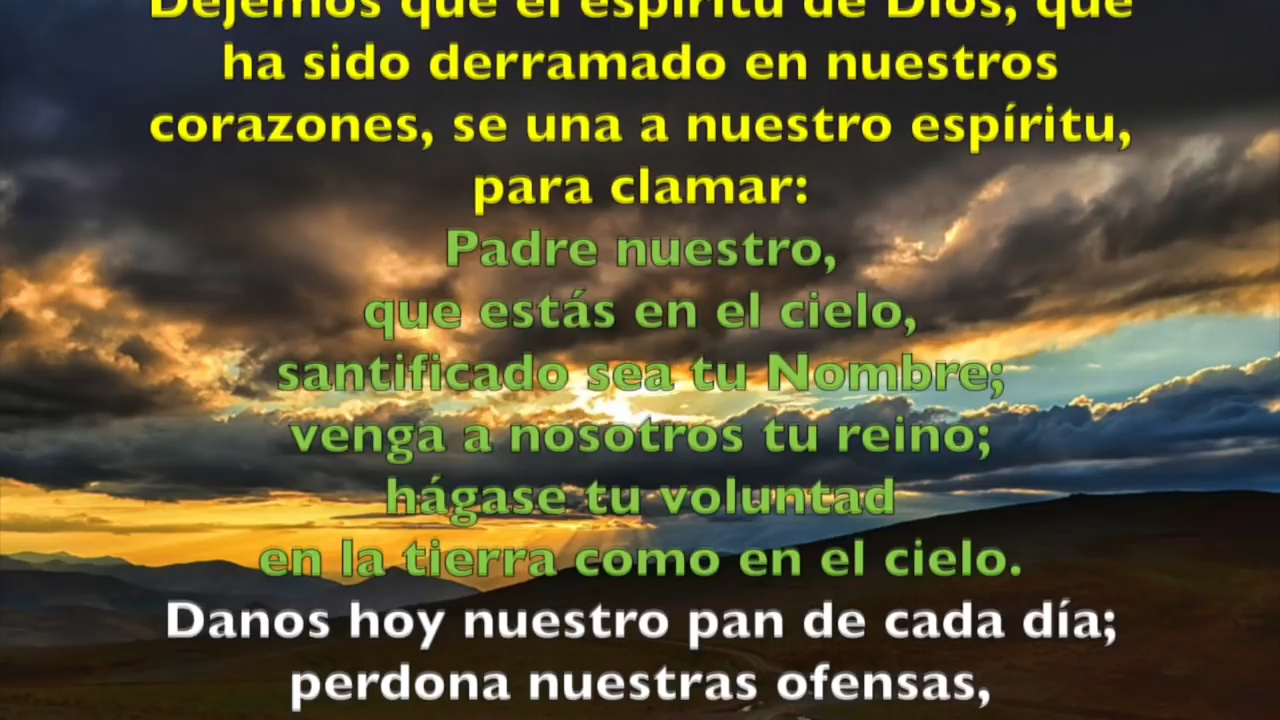 Dejemos que el espíritu de Dios, que
ha sido derramado en nuestros
corazones, se una a nuestro espíritu,
para clamar:
Padre nuestro,
que estás en el cielo,
santificado sea tu Nombre;
venga a nosotros tu reino;
hágase tu voluntad
en la tierra como en el cielo.
Danos hoy nuestro pan de cada día;
perdona nuestras ofensas,